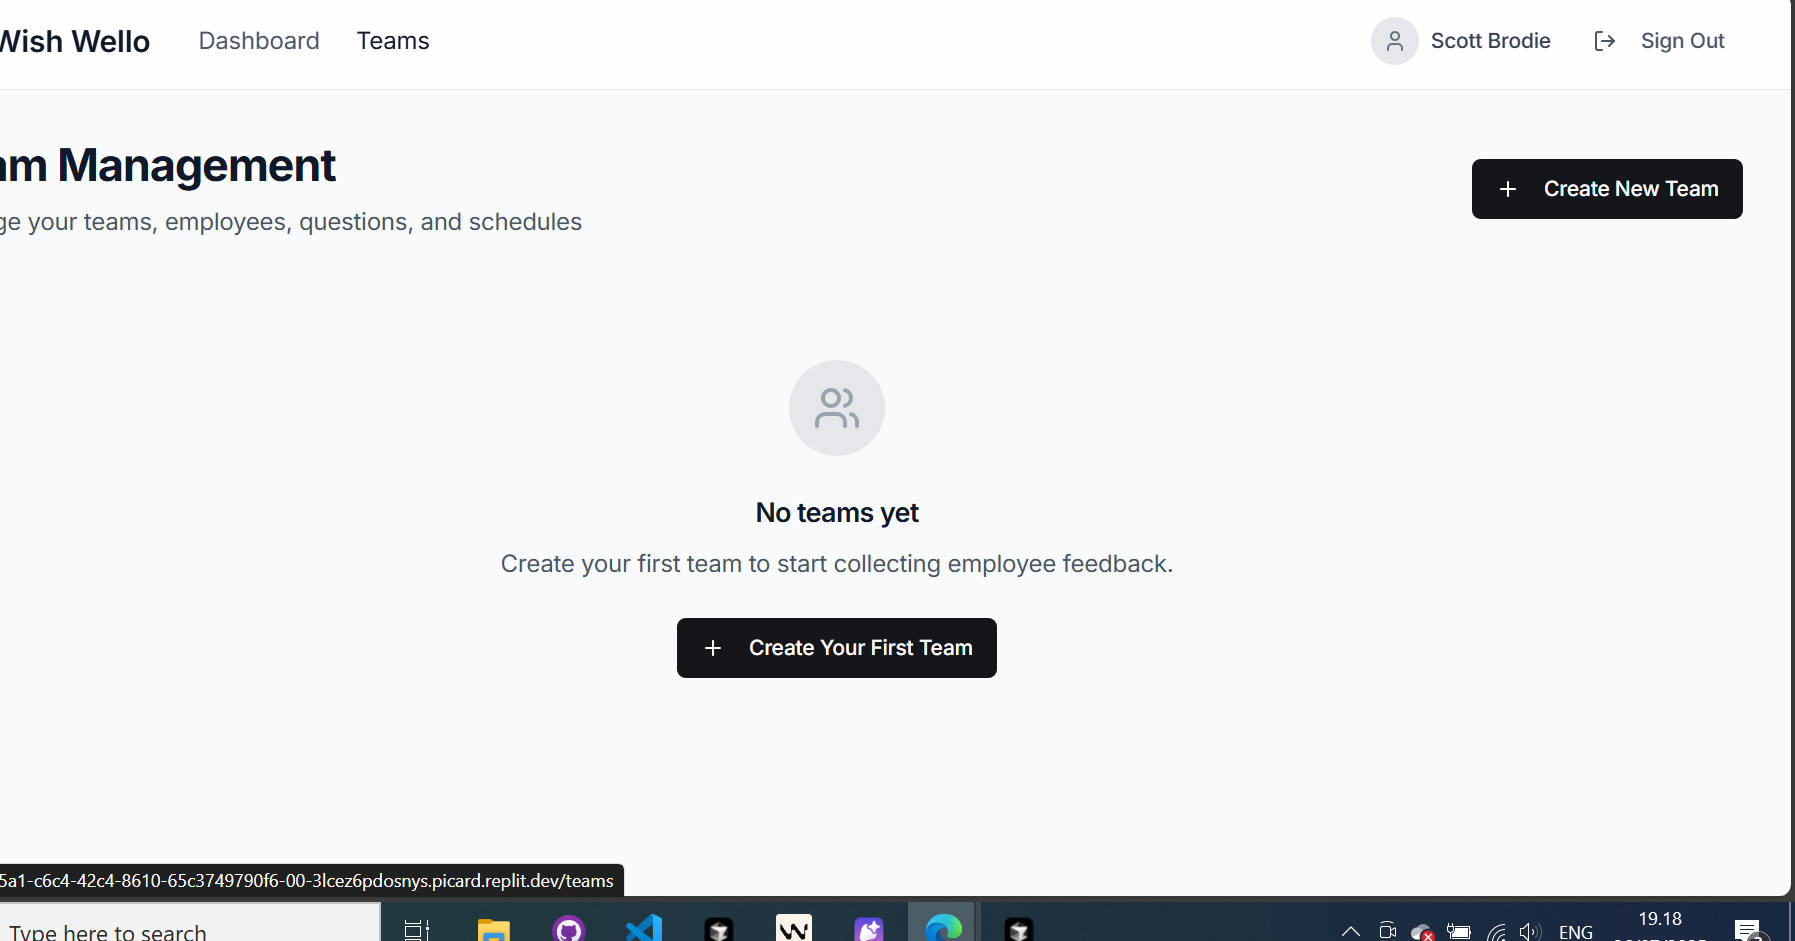 Wish Wello
Dashboard
Teams
Scott Brodie
Sign Out
am Management
ge your teams, employees, questions, and schedules
Create New Team
No teams yet
Create your first team to start collecting employee feedback.
Create Your First Team
5a1-c6c4-42c4-8610-65c3749790f6-00-3lcez6pdosnys.picard.replit.dev/teams
Type here to search
ENG
19.18